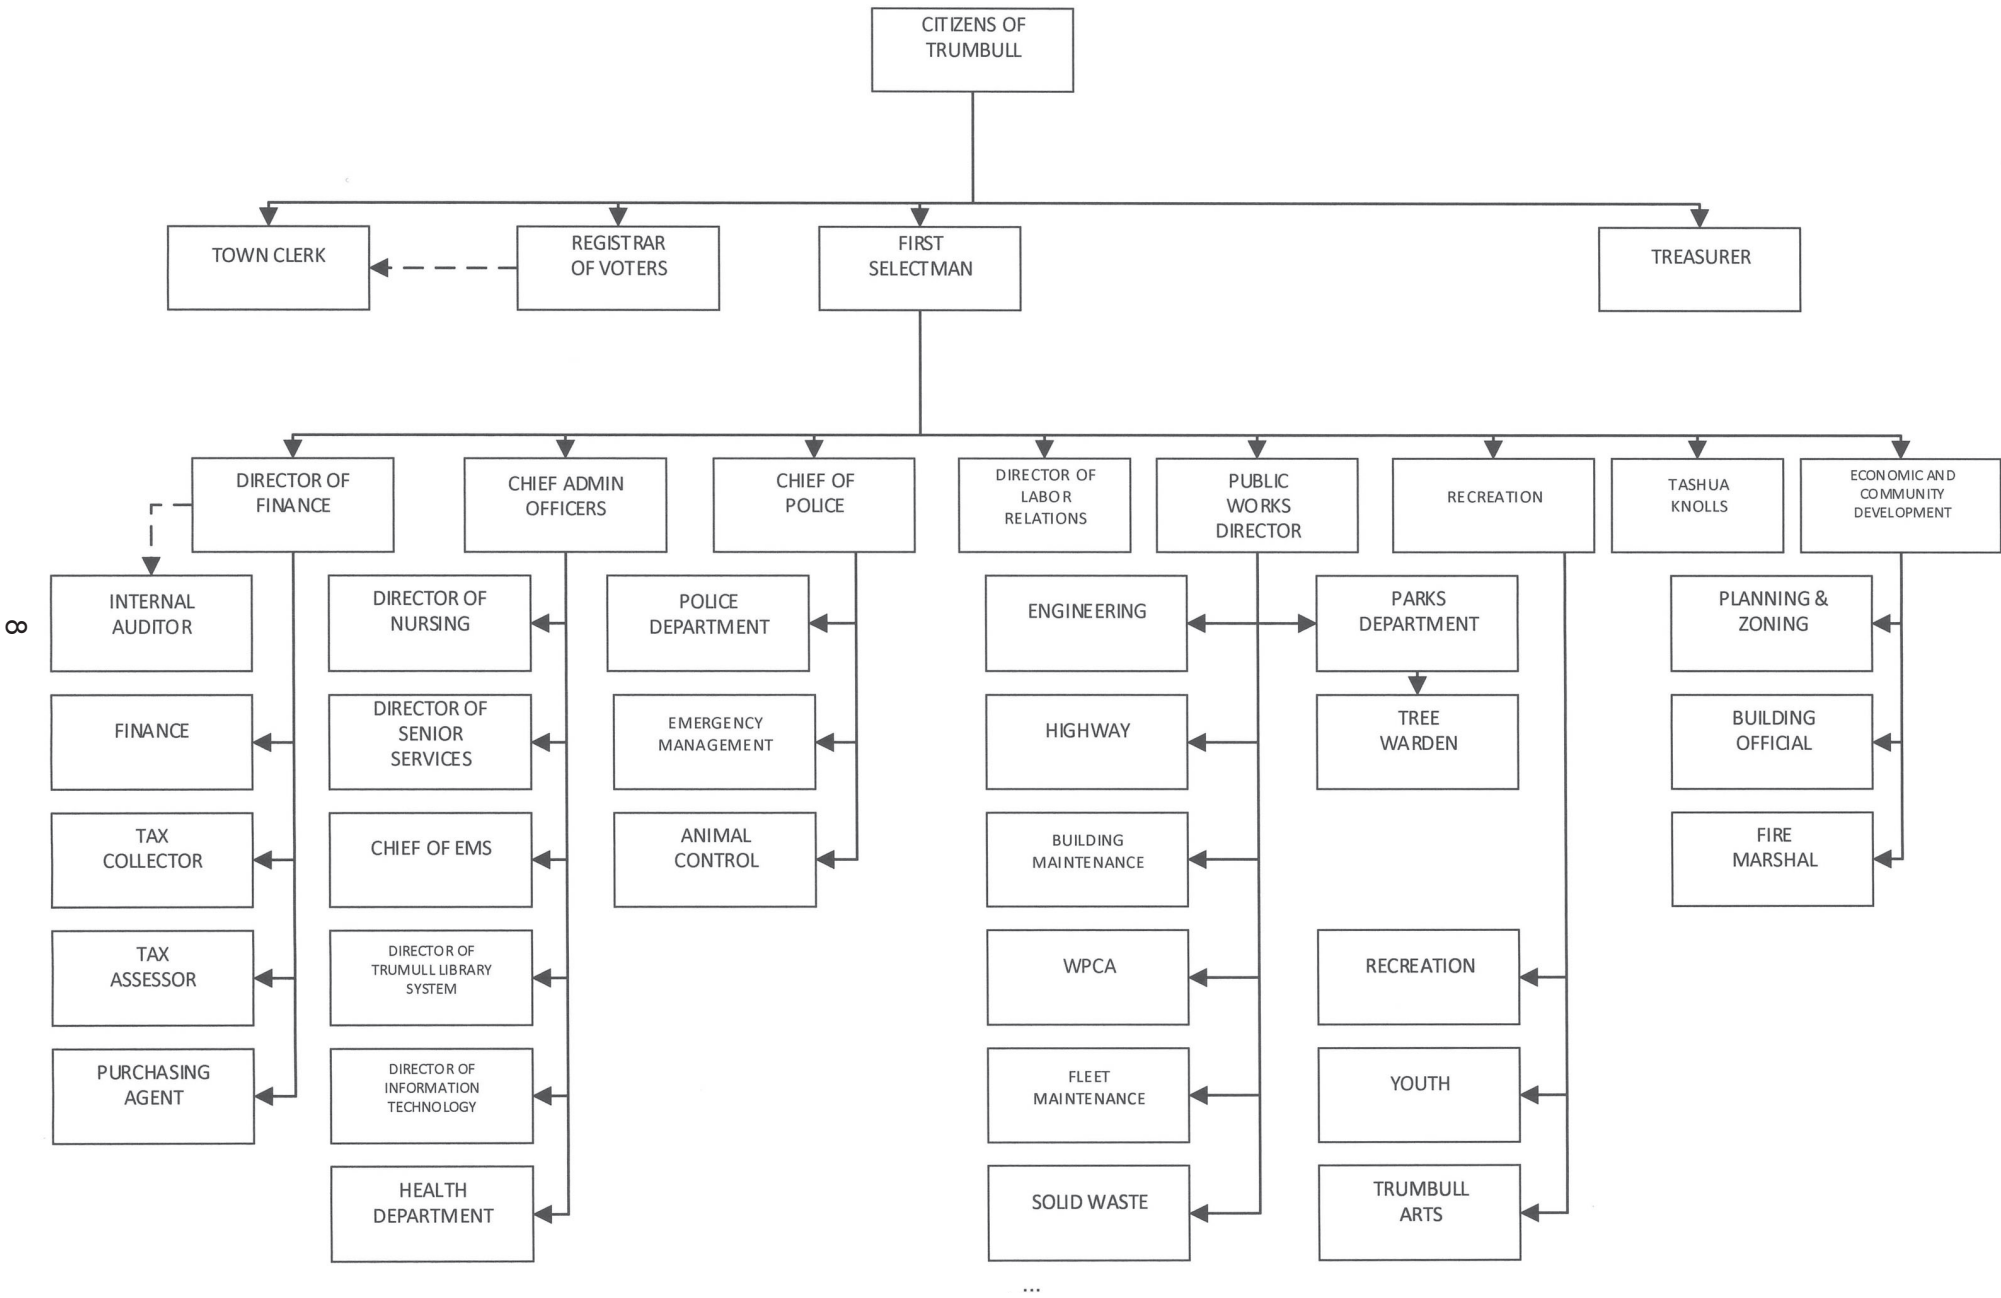 CITIZENS OF
TRUMBULL
TOWN CLERK
REGISTRAR
OF VOTERS
FIRST
SELECTMAN
TREASURER
DIRECTOR OF
FINANCE
CHIEF ADMIN
OFFICERS
CHIEF OF
POLICE
DIRECTOR OF
LABOR
RELATIONS
PUBLIC
WORKS
DIRECTOR
RECREATION
TASHUA
KNOLLS
ECONOMIC AND
COMMUNITY
DEVELOPMENT
INTERNAL
AUDITOR
FINANCE
TAX
COLLECTOR
TAX
ASSESSOR
PURCHASING
AGENT
DIRECTOR OF
NURSING
DIRECTOR OF
SENIOR
SERVICES
CHIEF OF EMS
DIRECTOR OF
TRUMULL LIBRARY
SYSTEM
DIRECTOR OF
INFORMATION
TECHNOLOGY
HEALTH
DEPARTMENT
POLICE
DEPARTMENT
EMERGENCY
MANAGEMENT
ANIMAL
CONTROL
ENGINEERING
HIGHWAY
BUILDING
MAINTENANCE
WPCA
FLEET
MAINTENANCE
SOLID WASTE
PARKS
DEPARTMENT
TREE
WARDEN
RECREATION
YOUTH
TRUMBULL
ARTS
PLANNING &
ZONING
BUILDING
OFFICIAL
FIRE
MARSHAL
8
...